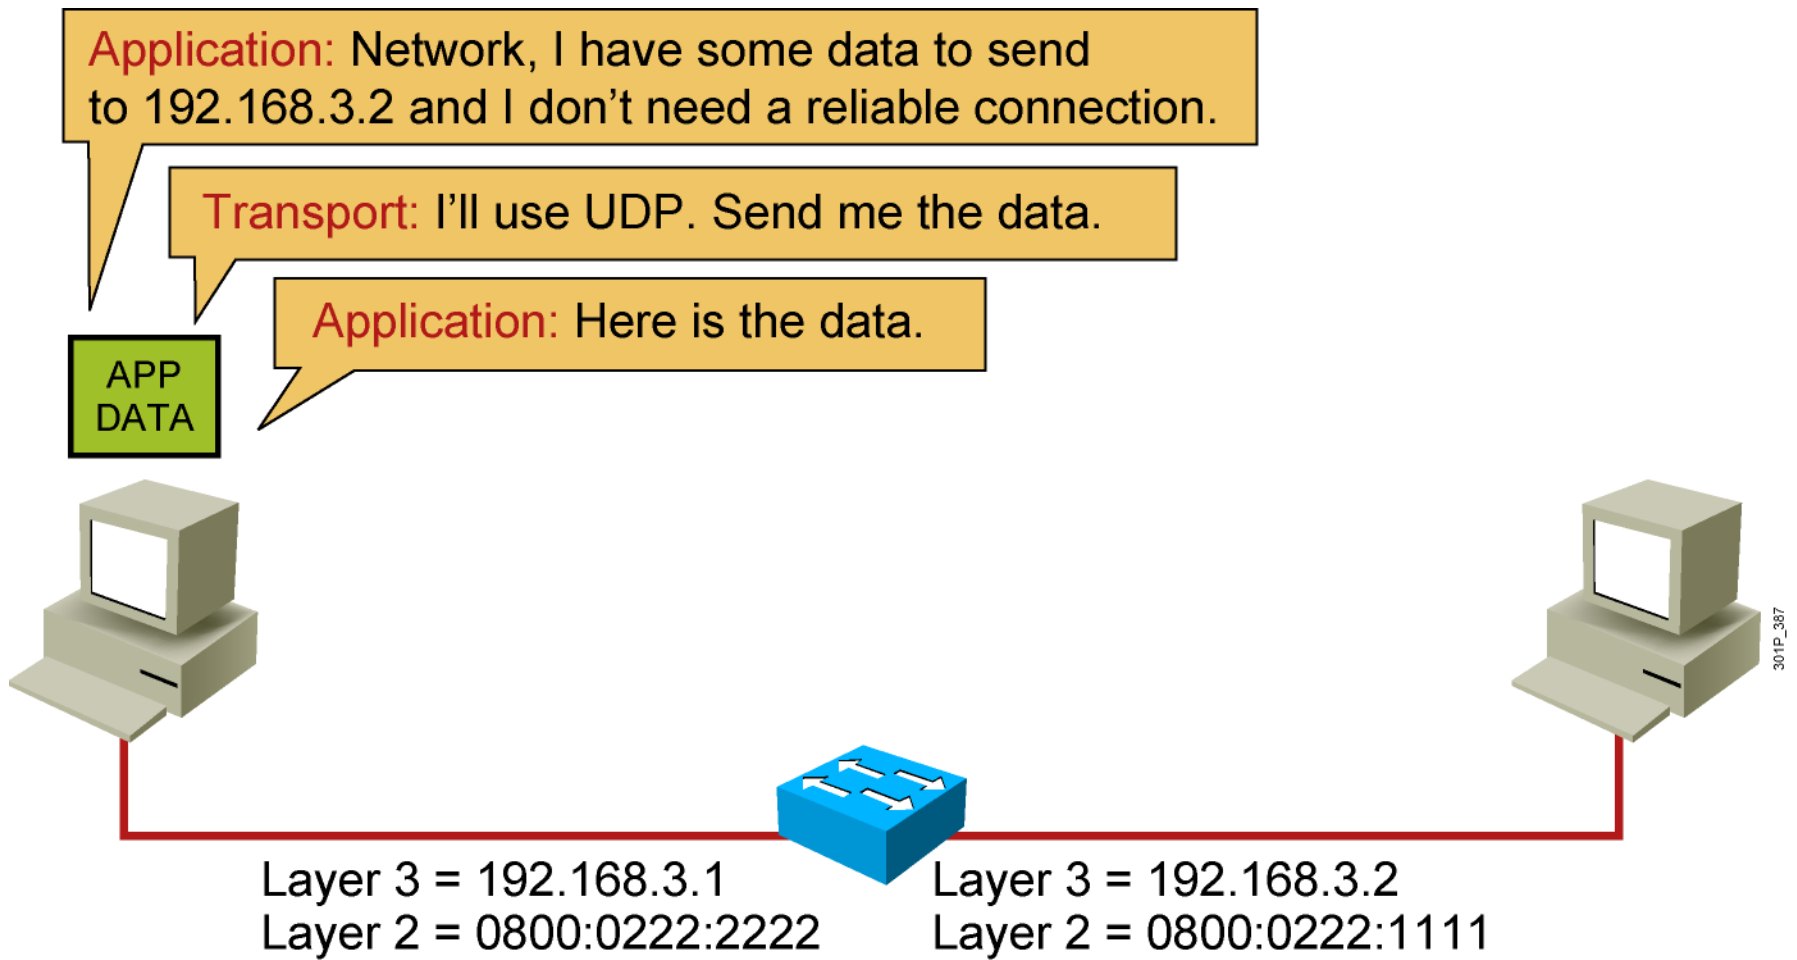 Application: Network, I have some data to send
to 192.168.3.2 and I don’t need a reliable connection.
Transport: I’ll use UDP. Send me the data.
Application: Here is the data.
APP
DATA
301P_387
Layer 3 = 192.168.3.1
Layer 2 = 0800:0222:2222
Layer 3 = 192.168.3.2
Layer 2 = 0800:0222:1111